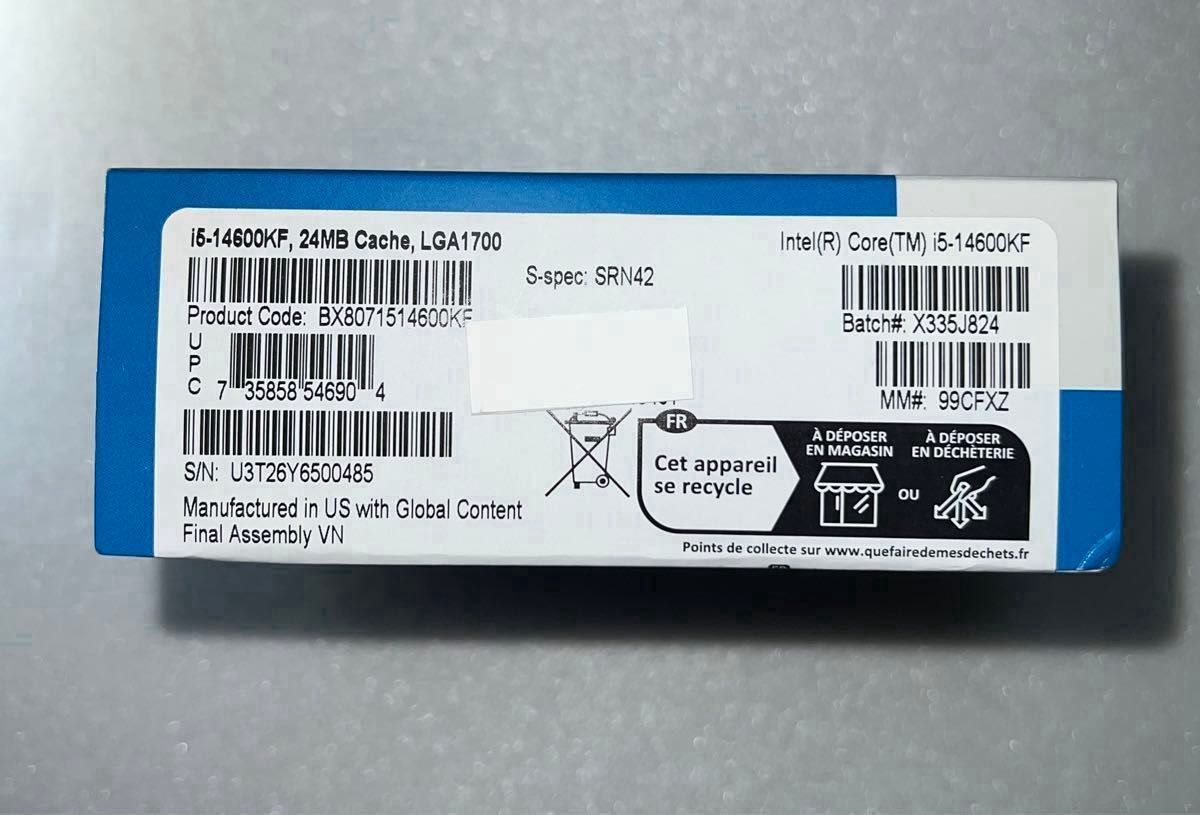 i5-14600KF, 24MB Cache, LGA1700
Intel(R) Core(TM) i5-14600KF
S-spec: SRN42
Product Code: BX8071514600KF
Batch#: X335J824
UPC
7 35858 54690 4
MM#: 99CFXZ
S/N: U3T26Y6500485
Manufactured in US with Global Content
Final Assembly VN
FR
Cet appareil
se recycle
À DÉPOSER
EN MAGASIN
OU
À DÉPOSER
EN DÉCHÈTERIE
Points de collecte sur www.quefairedemesdechets.fr